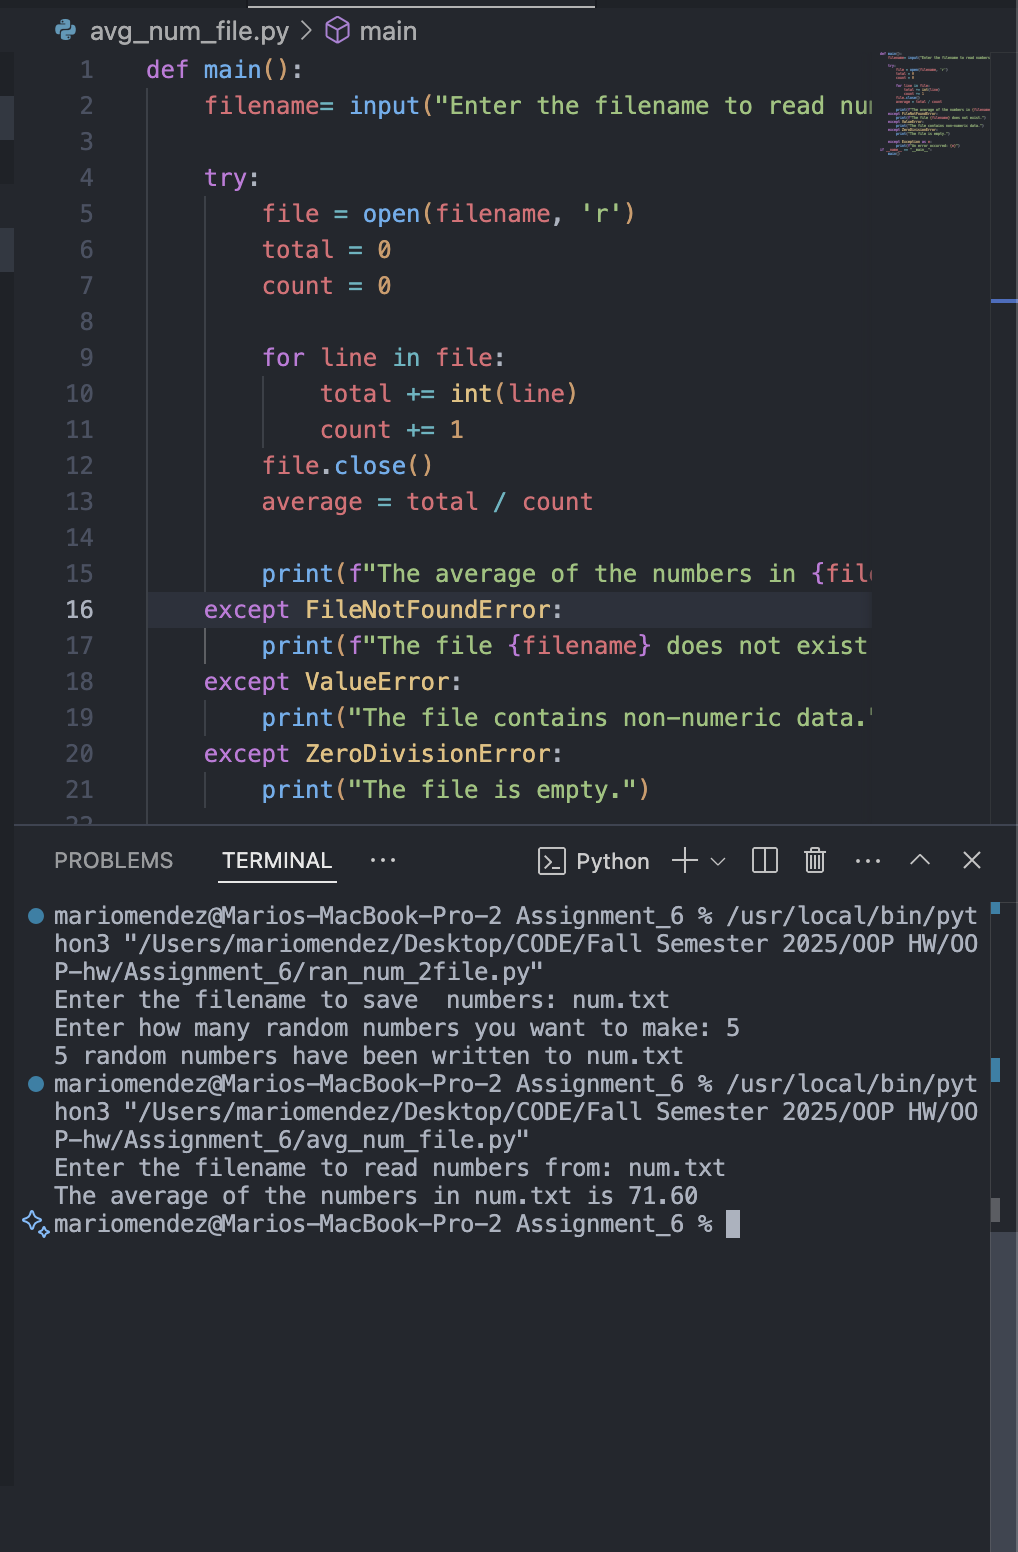 avg_num_file.py > main
1 def main():
2 filename= input("Enter the filename to read nu
3
4 try:
5 file = open(filename, 'r')
6 total = 0
7 count = 0
8
9 for line in file:
10 total += int(line)
11 count += 1
12 file.close()
13 average = total / count
14
15 print(f"The average of the numbers in {fil
16 except FileNotFoundError:
17 print(f"The file {filename} does not exist
18 except ValueError:
19 print("The file contains non-numeric data."
20 except ZeroDivisionError:
21 print("The file is empty.")
22
PROBLEMS TERMINAL ... Python
mariomendez@Marios-MacBook-Pro-2 Assignment_6 % /usr/local/bin/pyt
hon3 "/Users/mariomendez/Desktop/CODE/Fall Semester 2025/OOP HW/OO
P-hw/Assignment_6/ran_num_2file.py"
Enter the filename to save  numbers: num.txt
Enter how many random numbers you want to make: 5
5 random numbers have been written to num.txt
mariomendez@Marios-MacBook-Pro-2 Assignment_6 % /usr/local/bin/pyt
hon3 "/Users/mariomendez/Desktop/CODE/Fall Semester 2025/OOP HW/OO
P-hw/Assignment_6/avg_num_file.py"
Enter the filename to read numbers from: num.txt
The average of the numbers in num.txt is 71.60
mariomendez@Marios-MacBook-Pro-2 Assignment_6 %